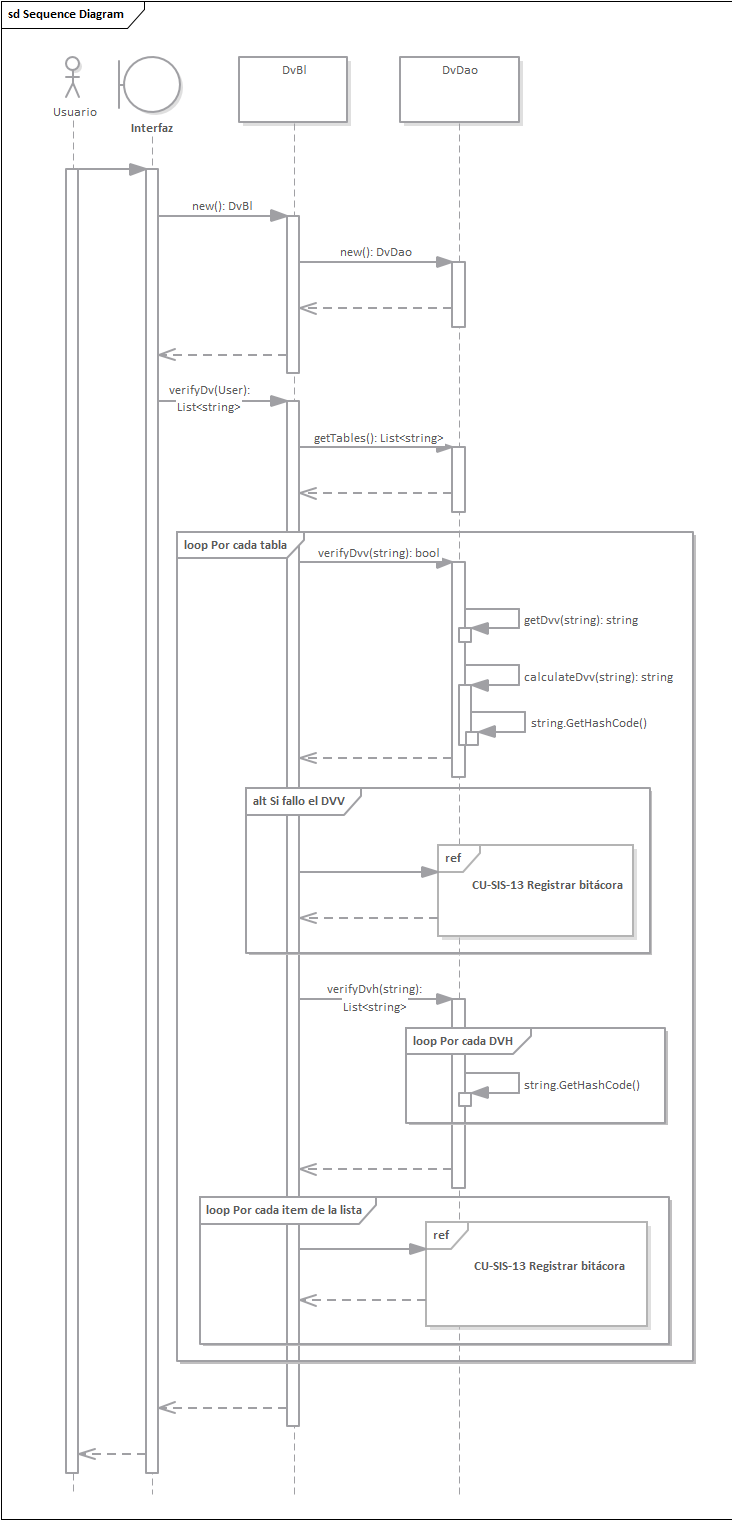 sd Sequence Diagram
DvBl
DvDao
Usuario
Interfaz
new(): DvBl
new(): DvDao
verifyDv(User):
List<string>
getTables(): List<string>
loop Por cada tabla
verifyDvv(string): bool
getDvv(string): string
calculateDvv(string): string
string.GetHashCode()
alt Si fallo el DVV
ref
CU-SIS-13 Registrar bitácora
verifyDvh(string):
List<string>
loop Por cada DVH
string.GetHashCode()
loop Por cada item de la lista
ref
CU-SIS-13 Registrar bitácora